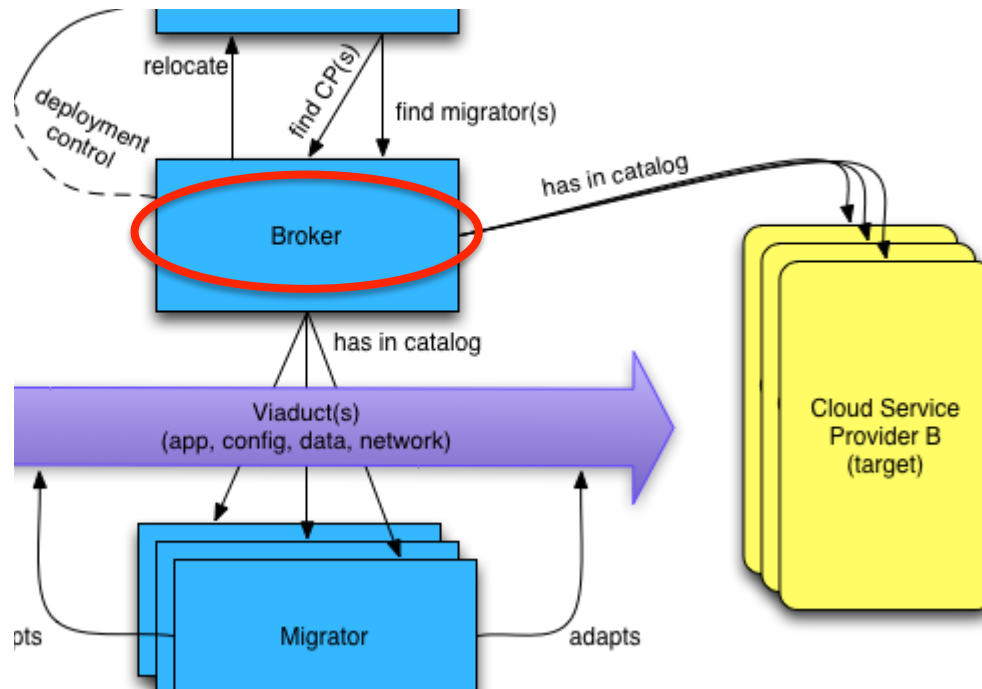 relocate
find CP(s)
find migrator(s)
deployment
control
has in catalog
Broker
has in catalog
Viaduct(s)
(app, config, data, network)
Cloud Service
Provider B
(target)
pts
Migrator
adapts